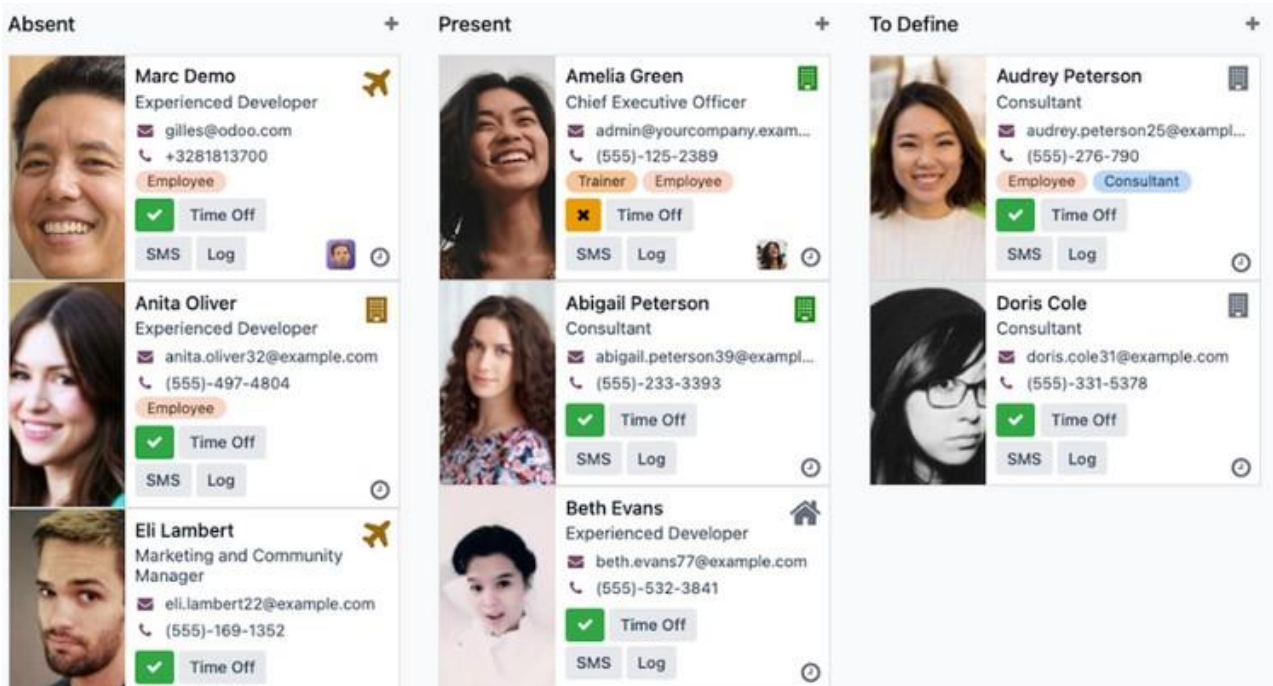 Absent
Marc Demo
Experienced Developer
gilles@odoo.com
+3281813700
Employee
Time Off
SMS Log
Anita Oliver
Experienced Developer
anita.oliver32@example.com
(555)-497-4804
Employee
Time Off
SMS Log
Eli Lambert
Marketing and Community
Manager
eli.lambert22@example.com
(555)-169-1352
Time Off
Present
Amelia Green
Chief Executive Officer
admin@yourcompany.exam...
(555)-125-2389
Trainer Employee
Time Off
SMS Log
Abigail Peterson
Consultant
abigail.peterson39@exampl...
(555)-233-3393
Time Off
SMS Log
Beth Evans
Experienced Developer
beth.evans77@example.com
(555)-532-3841
Time Off
SMS Log
To Define
Audrey Peterson
Consultant
audrey.peterson25@exampl...
(555)-276-790
Employee Consultant
Time Off
SMS Log
Doris Cole
Consultant
doris.cole31@example.com
(555)-331-5378
Time Off
SMS Log